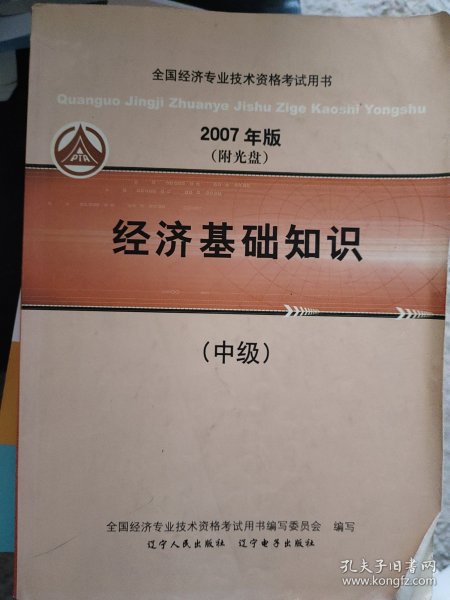 全国经济专业技术资格考试用书
Quanguo Jingji Zhuanye Jishu Zige Kaoshi Yongshu
PTA
2007年版
(附光盘)
经济基础知识
(中级)
全国经济专业技术资格考试用书编写委员会 编写
辽宁人民出版社 辽宁电子出版社
孔夫子旧书网
www.kongfz.com